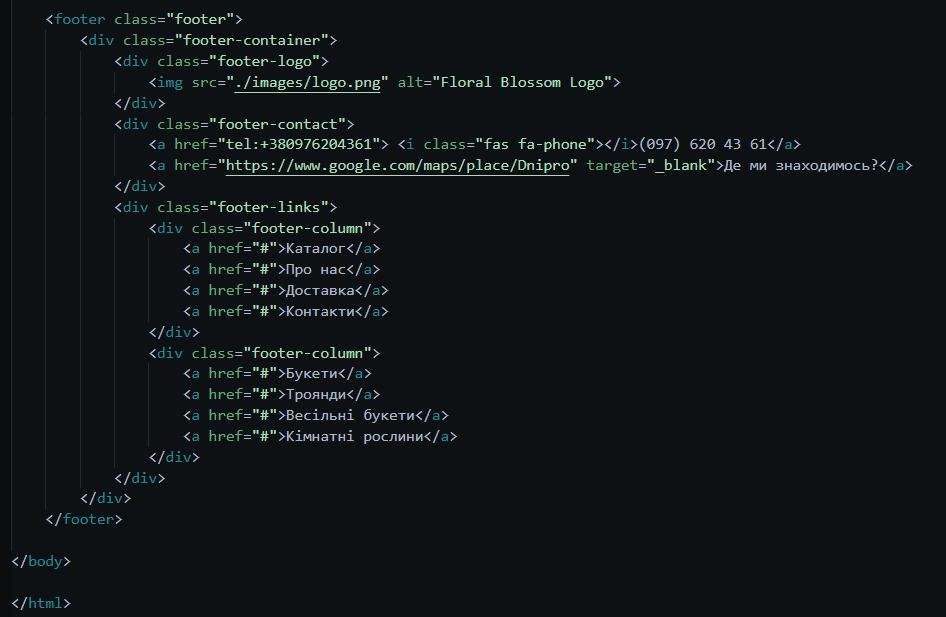 <footer class="footer">
<div class="footer-container">
<div class="footer-logo">
<img src="./images/logo.png" alt="Floral Blossom Logo">
</div>
<div class="footer-contact">
<a href="tel:+380976204361"> <i class="fas fa-phone"></i>(097) 620 43 61</a>
<a href="https://www.google.com/maps/place/Dnipro" target="_blank">Де ми знаходимось?</a>
</div>
<div class="footer-links">
<div class="footer-column">
<a href="#">Каталог</a>
<a href="#">Про нас</a>
<a href="#">Доставка</a>
<a href="#">Контакти</a>
</div>
<div class="footer-column">
<a href="#">Букети</a>
<a href="#">Троянди</a>
<a href="#">Весільні букети</a>
<a href="#">Кімнатні рослини</a>
</div>
</div>
</div>
</footer>
</body>
</html>